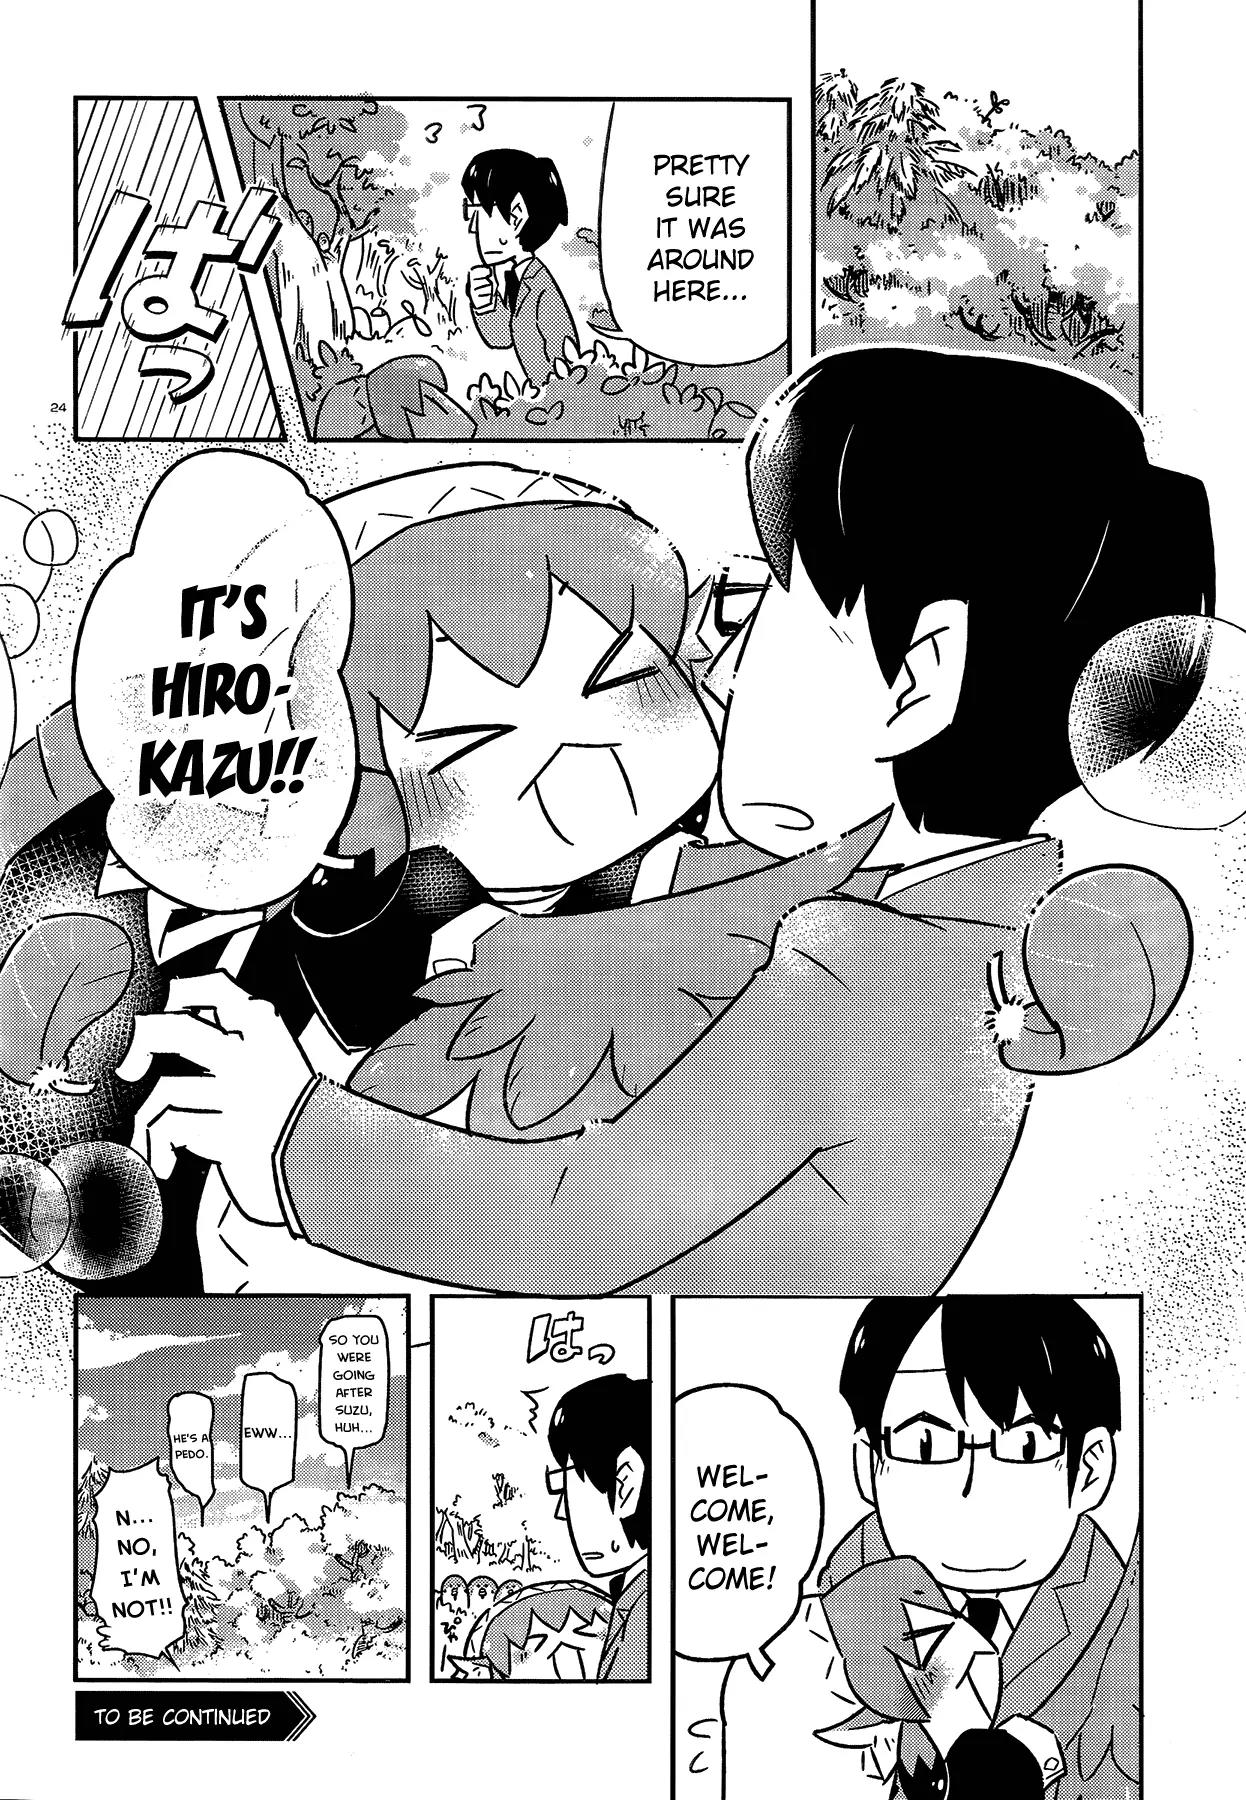 PRETTY
SURE
IT WAS
AROUND
HERE...
ばっ
24
IT'S
HIRO-
KAZU!!
WEL-
COME,
WEL-
COME!
はっ
SO YOU
WERE
GOING
AFTER
SUZU,
HUH...
EWW...
HE'S A
PEDO.
N...
NO,
I'M
NOT!!
TO BE CONTINUED